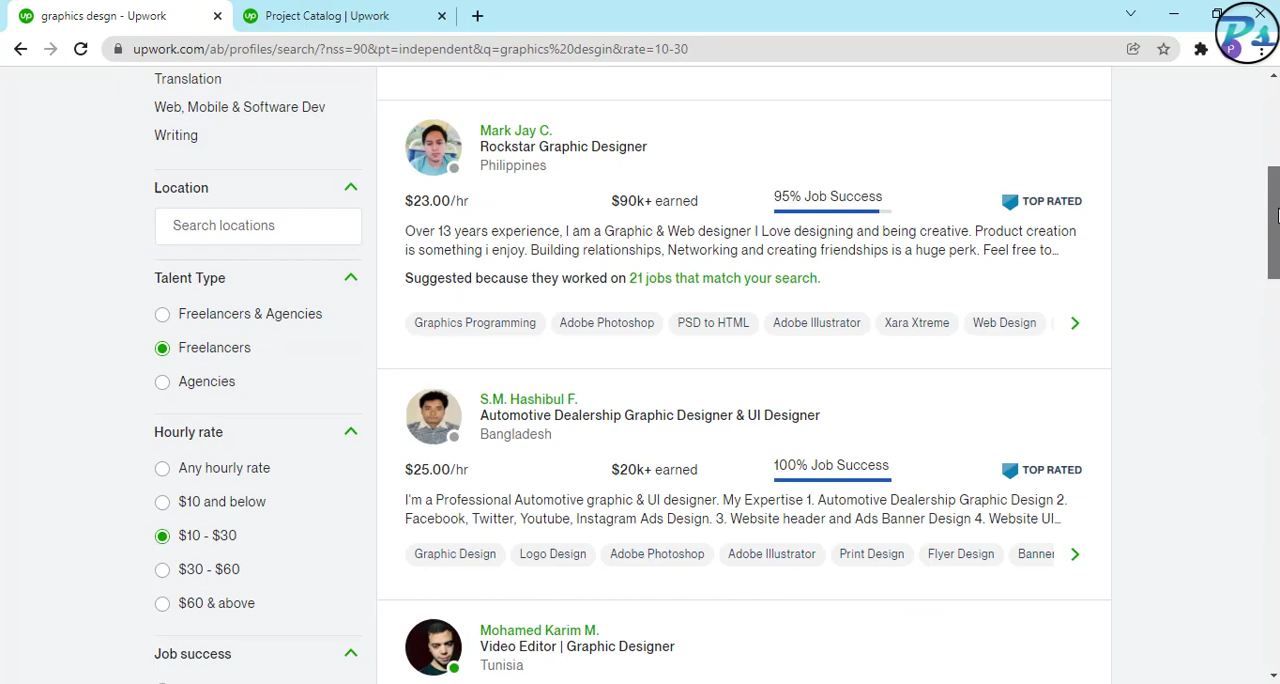 graphics desgn - Upwork
Project Catalog | Upwork
upwork.com/ab/profiles/search/?nss=90&pt=independent&q=graphics%20desgin&rate=10-30
Ps
P
Translation
Web, Mobile & Software Dev
Writing
Location
Search locations
Talent Type
Freelancers & Agencies
Freelancers
Agencies
Hourly rate
Any hourly rate
$10 and below
$10 - $30
$30 - $60
$60 & above
Job success
Mark Jay C.
Rockstar Graphic Designer
Philippines
$23.00/hr
$90k+ earned
95% Job Success
TOP RATED
Over 13 years experience, I am a Graphic & Web designer I Love designing and being creative. Product creation
is something i enjoy. Building relationships, Networking and creating friendships is a huge perk. Feel free to...
Suggested because they worked on 21 jobs that match your search.
Graphics Programming
Adobe Photoshop
PSD to HTML
Adobe Illustrator
Xara Xtreme
Web Design
S.M. Hashibul F.
Automotive Dealership Graphic Designer & UI Designer
Bangladesh
$25.00/hr
$20k+ earned
100% Job Success
TOP RATED
I'm a Professional Automotive graphic & UI designer. My Expertise 1. Automotive Dealership Graphic Design 2.
Facebook, Twitter, Youtube, Instagram Ads Design. 3. Website header and Ads Banner Design 4. Website UI...
Graphic Design
Logo Design
Adobe Photoshop
Adobe Illustrator
Print Design
Flyer Design
Banner
Mohamed Karim M.
Video Editor | Graphic Designer
Tunisia